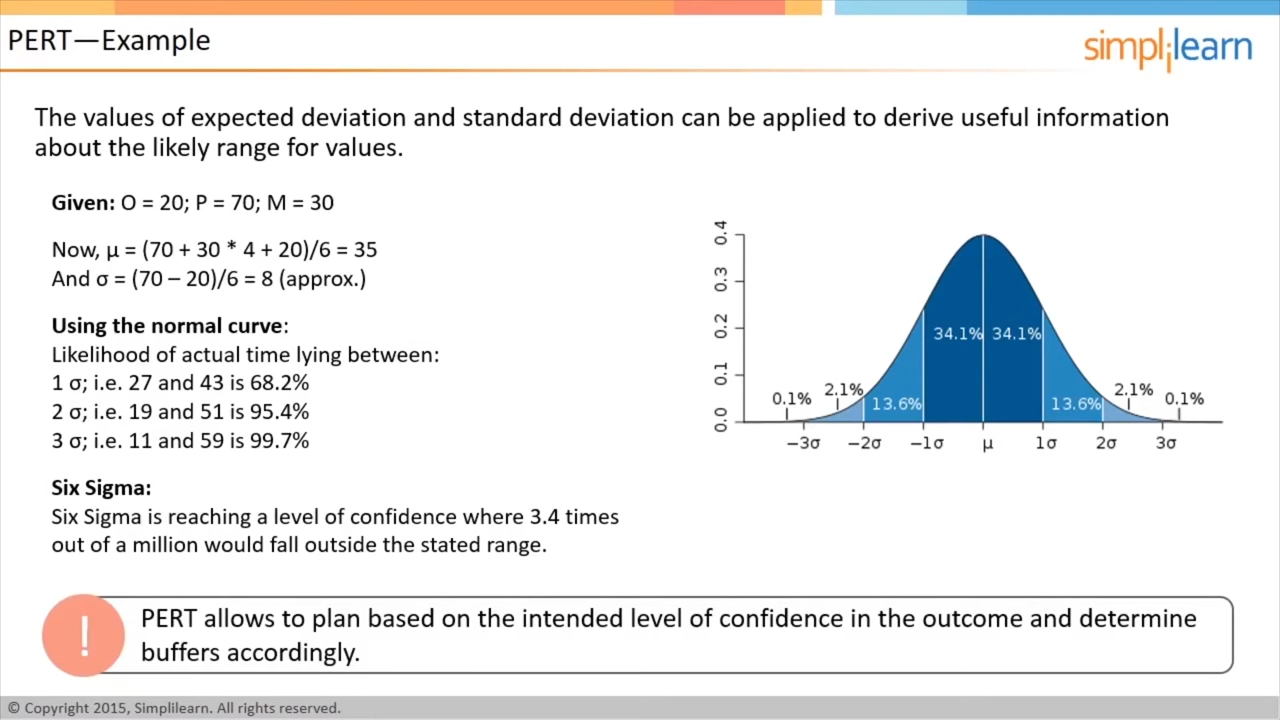 PERT—Example
simplilearn
The values of expected deviation and standard deviation can be applied to derive useful information
about the likely range for values.
Given: O = 20; P = 70; M = 30
Now, µ = (70 + 30 * 4 + 20)/6 = 35
And σ = (70 – 20)/6 = 8 (approx.)
Using the normal curve:
Likelihood of actual time lying between:
1 σ; i.e. 27 and 43 is 68.2%
2 σ; i.e. 19 and 51 is 95.4%
3 σ; i.e. 11 and 59 is 99.7%
Six Sigma:
Six Sigma is reaching a level of confidence where 3.4 times
out of a million would fall outside the stated range.
0.4
0.3
0.2
0.1
0.0
34.1% 34.1%
0.1% 2.1% 13.6% 13.6% 2.1% 0.1%
−3σ −2σ −1σ µ 1σ 2σ 3σ
! PERT allows to plan based on the intended level of confidence in the outcome and determine
buffers accordingly.
© Copyright 2015, Simplilearn. All rights reserved.